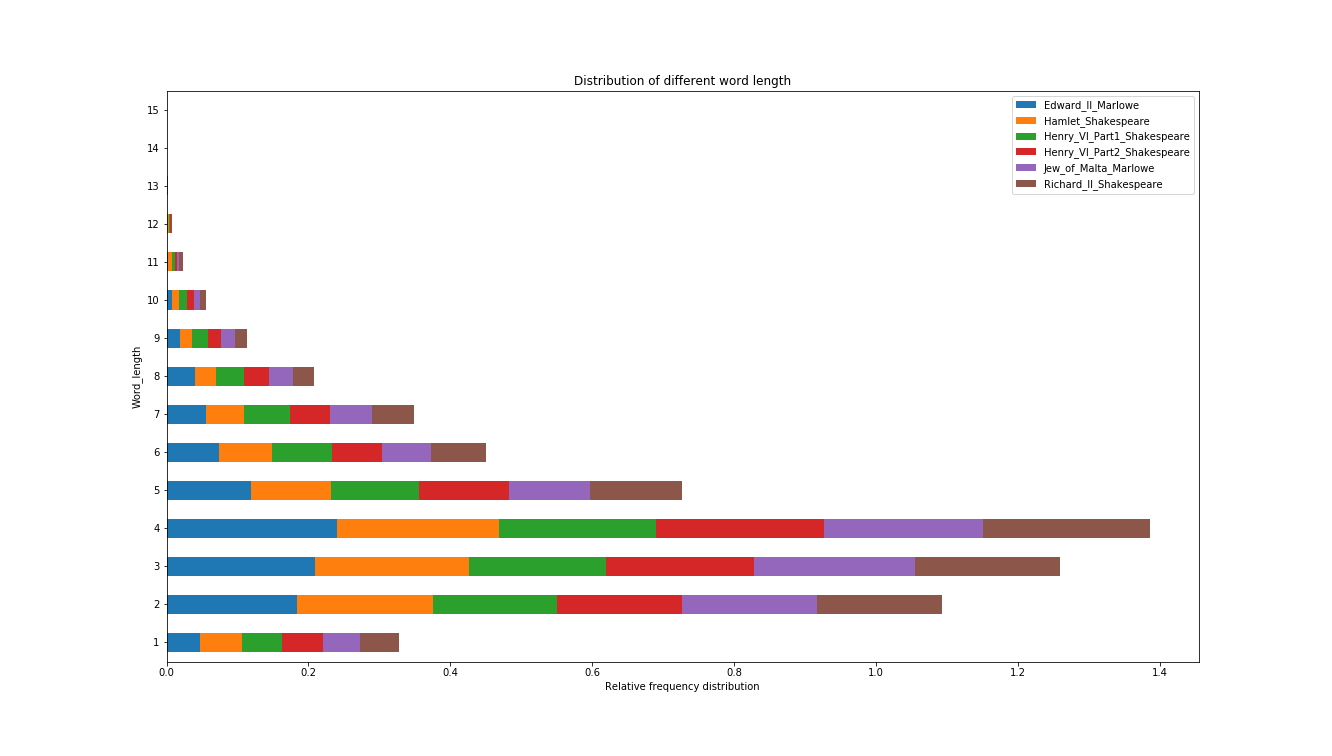 Distribution of different word length
Edward_II_Marlowe
Hamlet_Shakespeare
Henry_VI_Part1_Shakespeare
Henry_VI_Part2_Shakespeare
Jew_of_Malta_Marlowe
Richard_II_Shakespeare
Word_length
15
14
13
12
11
10
9
8
7
6
5
4
3
2
1
0.0 0.2 0.4 0.6 0.8 1.0 1.2 1.4
Relative frequency distribution